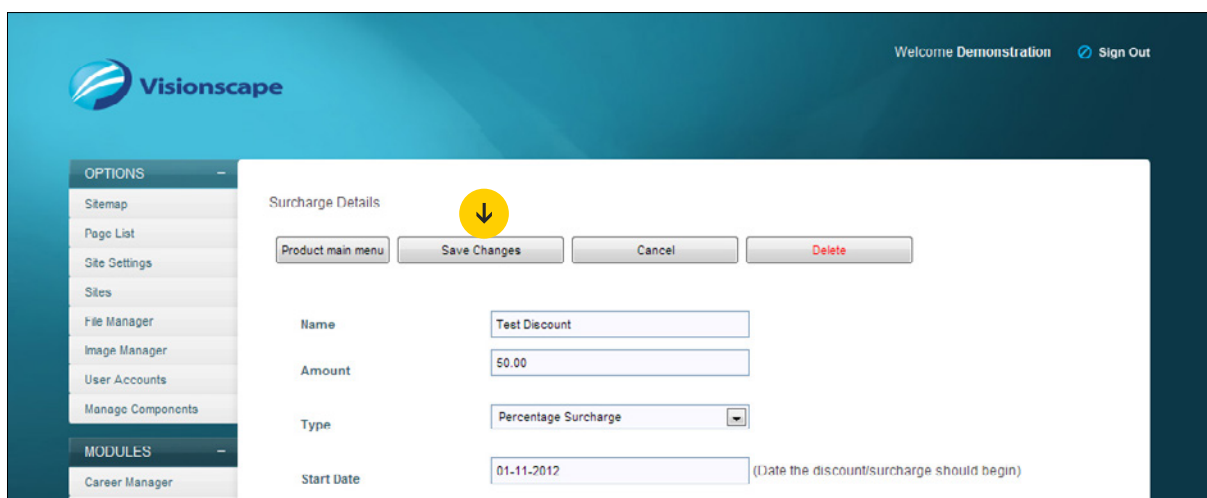 Welcome Demonstration Sign Out
Visionscape
OPTIONS
Sitemap
Page List
Site Settings
Sites
File Manager
Image Manager
User Accounts
Manage Components
MODULES
Career Manager
Surcharge Details
Product main menu Save Changes Cancel Delete
Name Test Discount
Amount 50.00
Type Percentage Surcharge
Start Date 01-11-2012 (Date the discount/surcharge should begin)